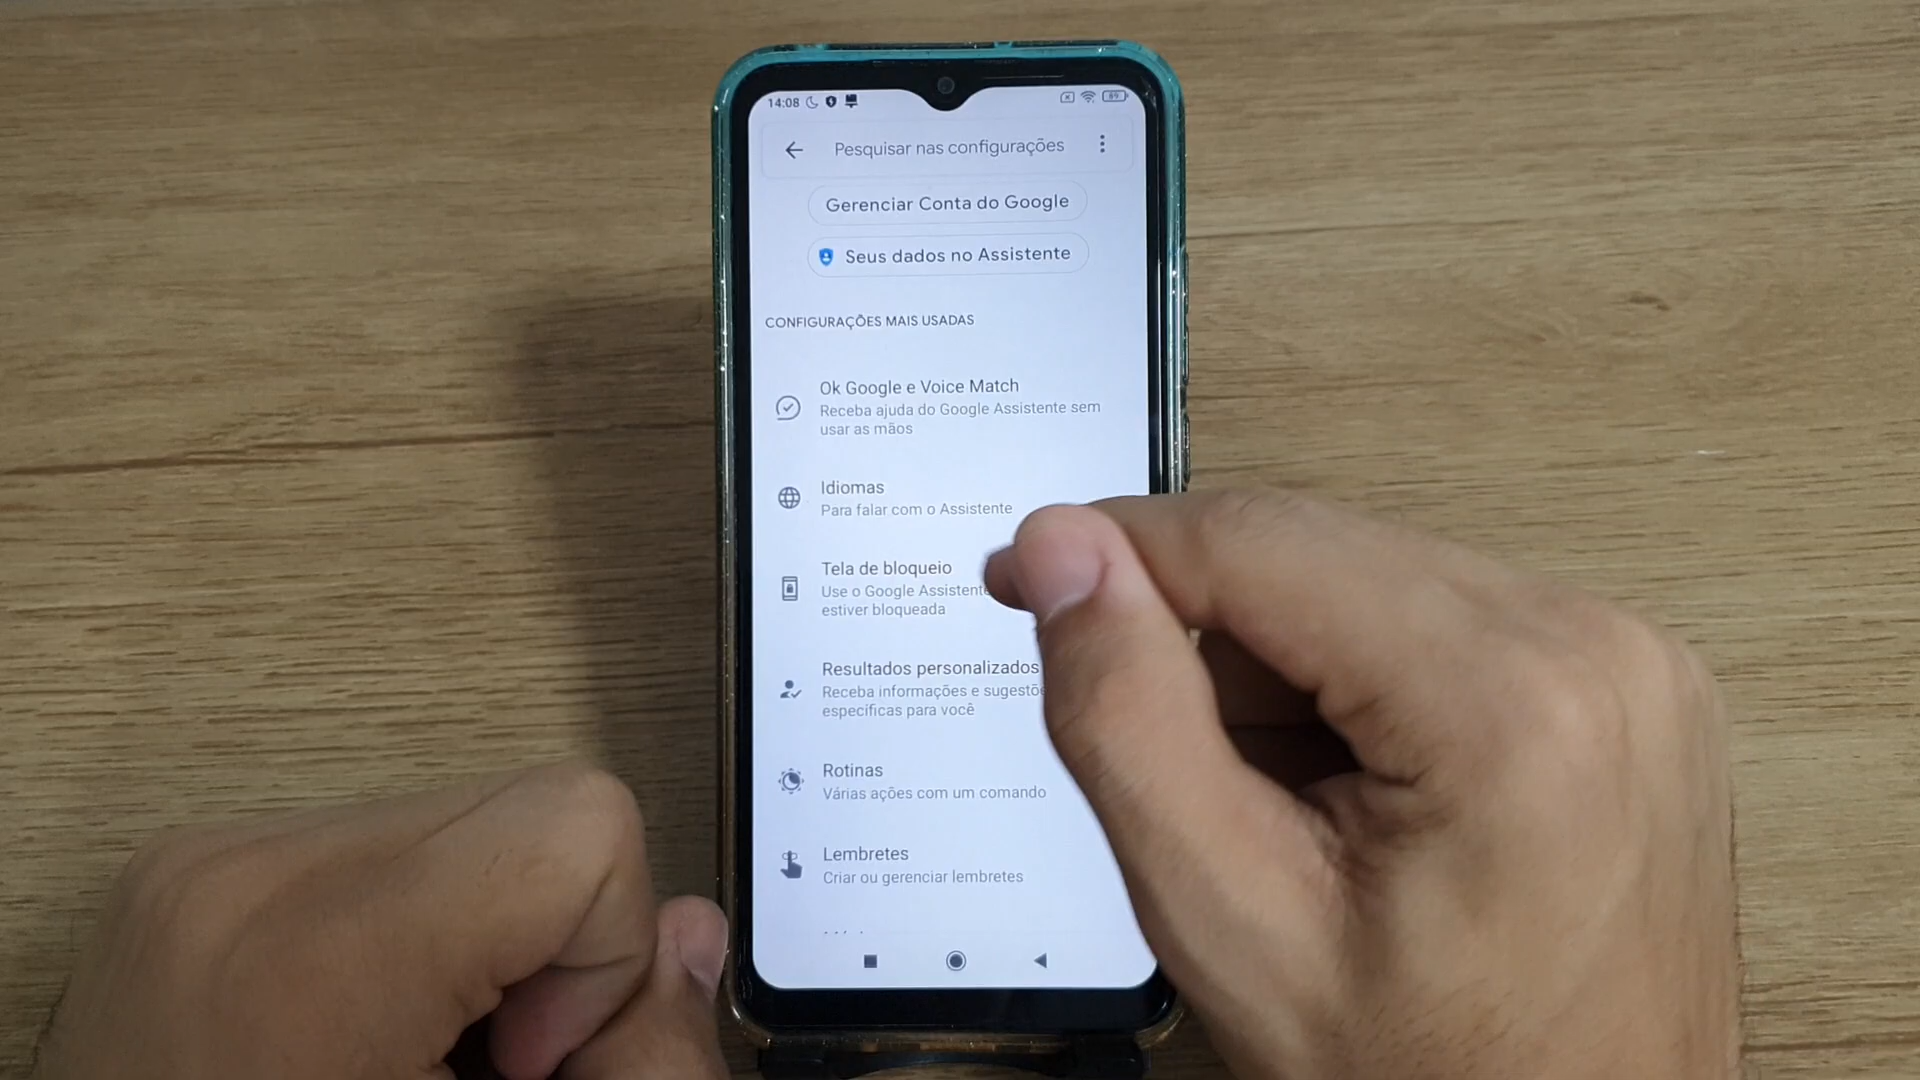 14:08
89
Pesquisar nas configurações
Gerenciar Conta do Google
Seus dados no Assistente
CONFIGURAÇÕES MAIS USADAS
Ok Google e Voice Match
Receba ajuda do Google Assistente sem
usar as mãos
Idiomas
Para falar com o Assistente
Tela de bloqueio
Use o Google Assistente
estiver bloqueada
Resultados personalizados
Receba informações e sugestõe
específicas para você
Rotinas
Várias ações com um comando
Lembretes
Criar ou gerenciar lembretes